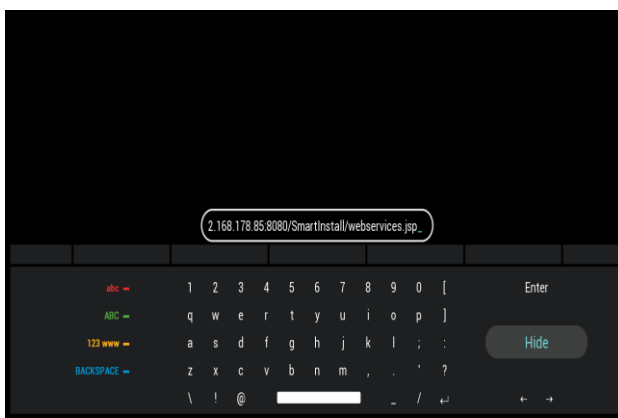 2.168.178.85:8080/SmartInstall/webservices.jsp_
abc 1 2 3 4 5 6 7 8 9 0 [ Enter
ABC q w e r t y u i o p ]
123 www a s d f g h j k l ; : Hide
BACKSPACE z x c v b n m , . ' ?
\ ! @ _ / ↵ ← →